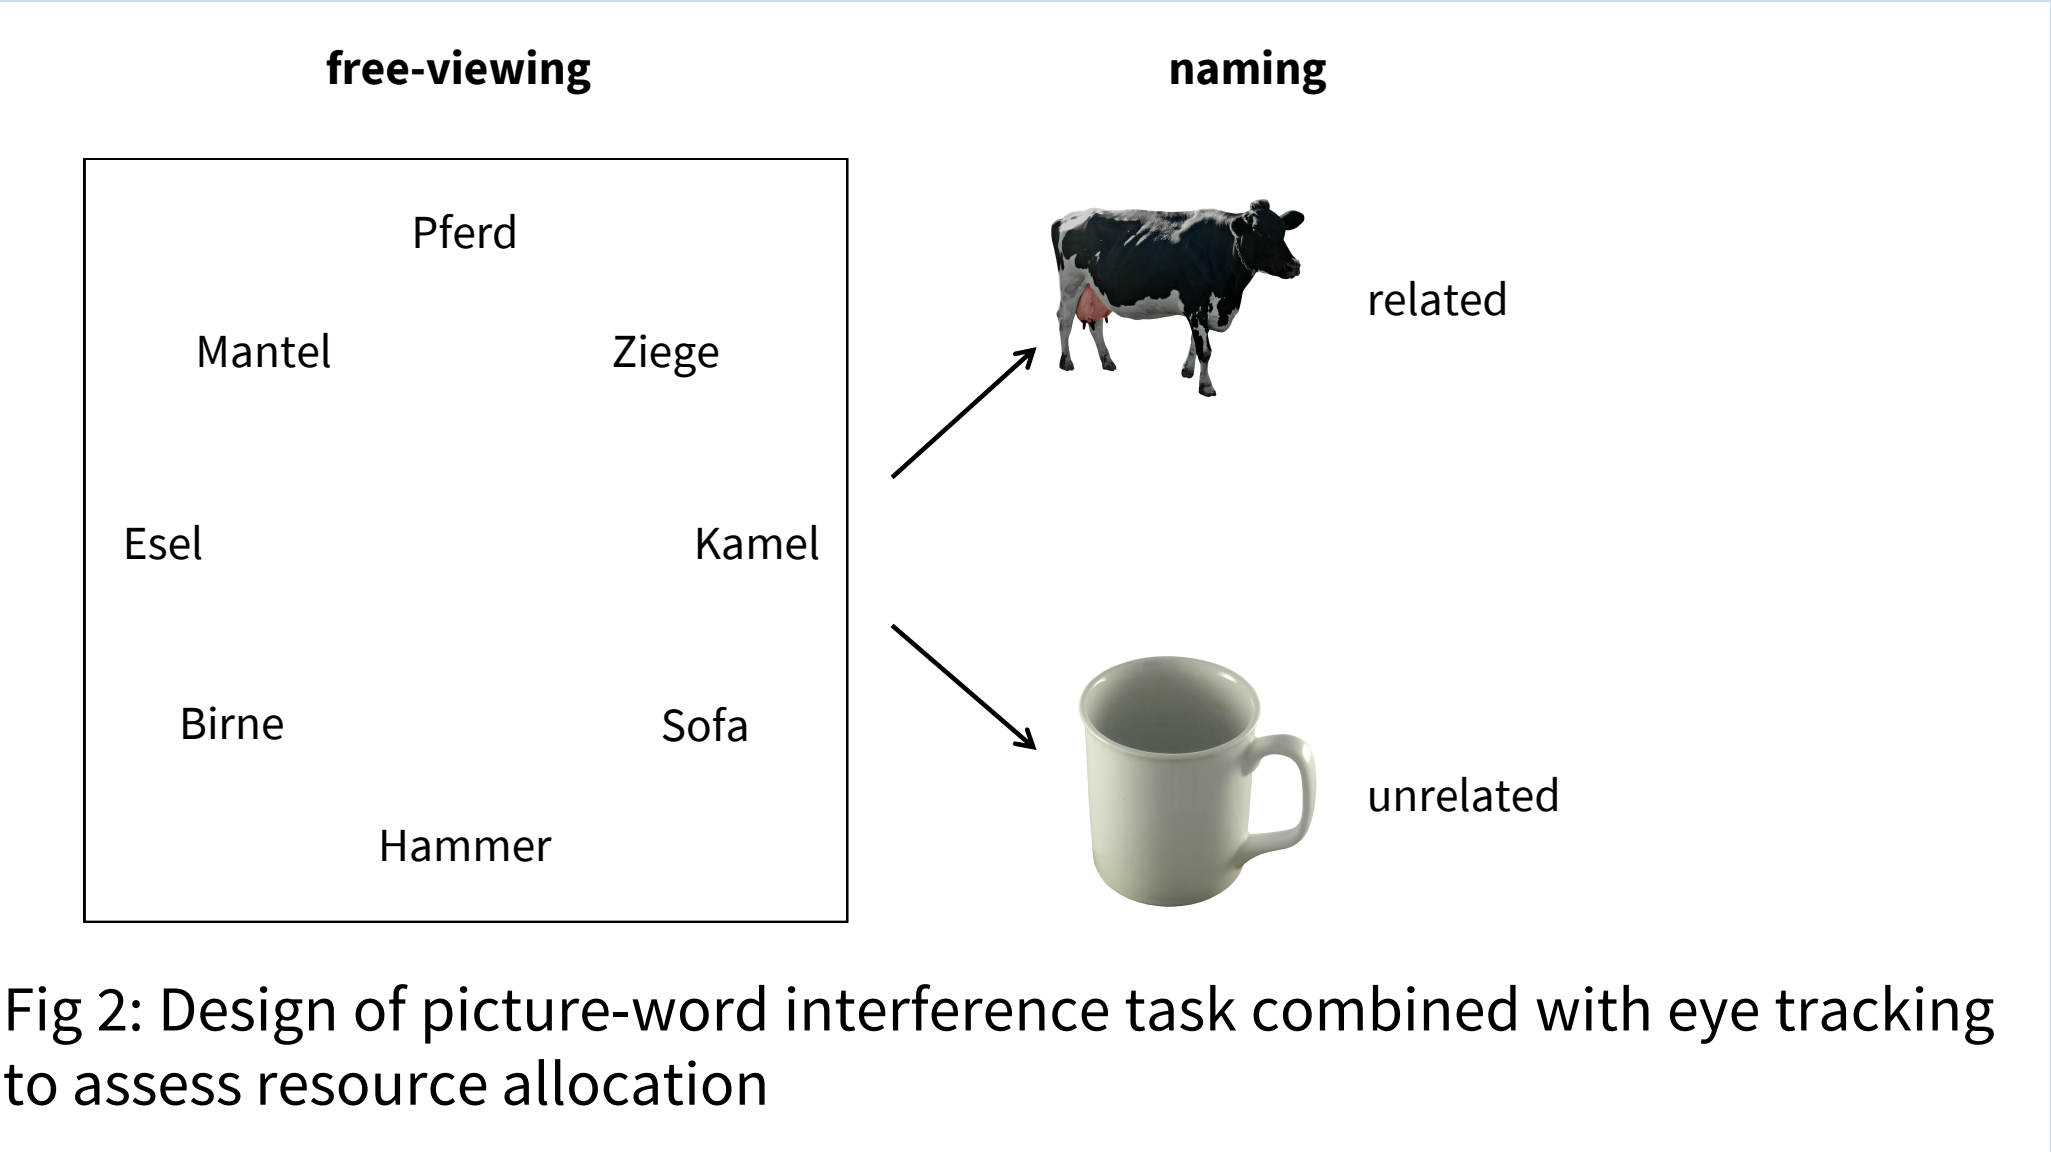 free-viewing
naming
Pferd
Mantel
Ziege
Esel
Kamel
Birne
Sofa
Hammer
related
unrelated
Fig 2: Design of picture-word interference task combined with eye tracking
to assess resource allocation